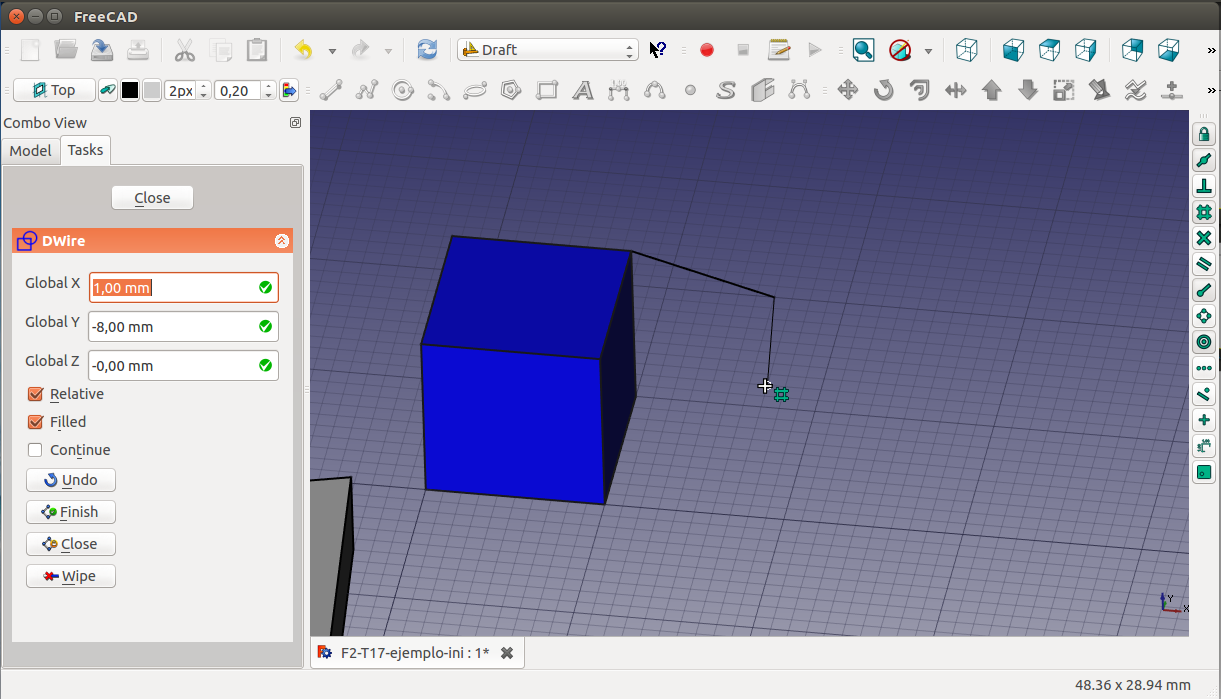 FreeCAD
Draft
Top
2px
0,20
Combo View
Model
Tasks
Close
DWire
Global X
1,00 mm
Global Y
-8,00 mm
Global Z
-0,00 mm
Relative
Filled
Continue
Undo
Finish
Close
Wipe
Y
X
F2-T17-ejemplo-ini : 1*
48.36 x 28.94 mm